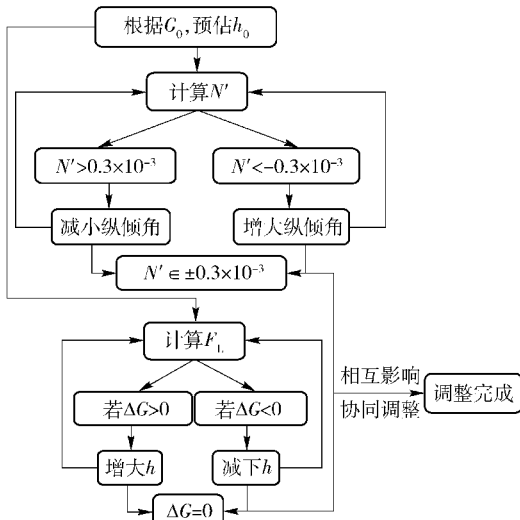 根据G₀,预估h₀
计算N′
N′>0.3×10⁻³
N′<-0.3×10⁻³
减小纵倾角
增大纵倾角
N′∈±0.3×10⁻³
计算F_L
若ΔG>0
若ΔG<0
增大h
减下h
ΔG=0
相互影响
协同调整
调整完成